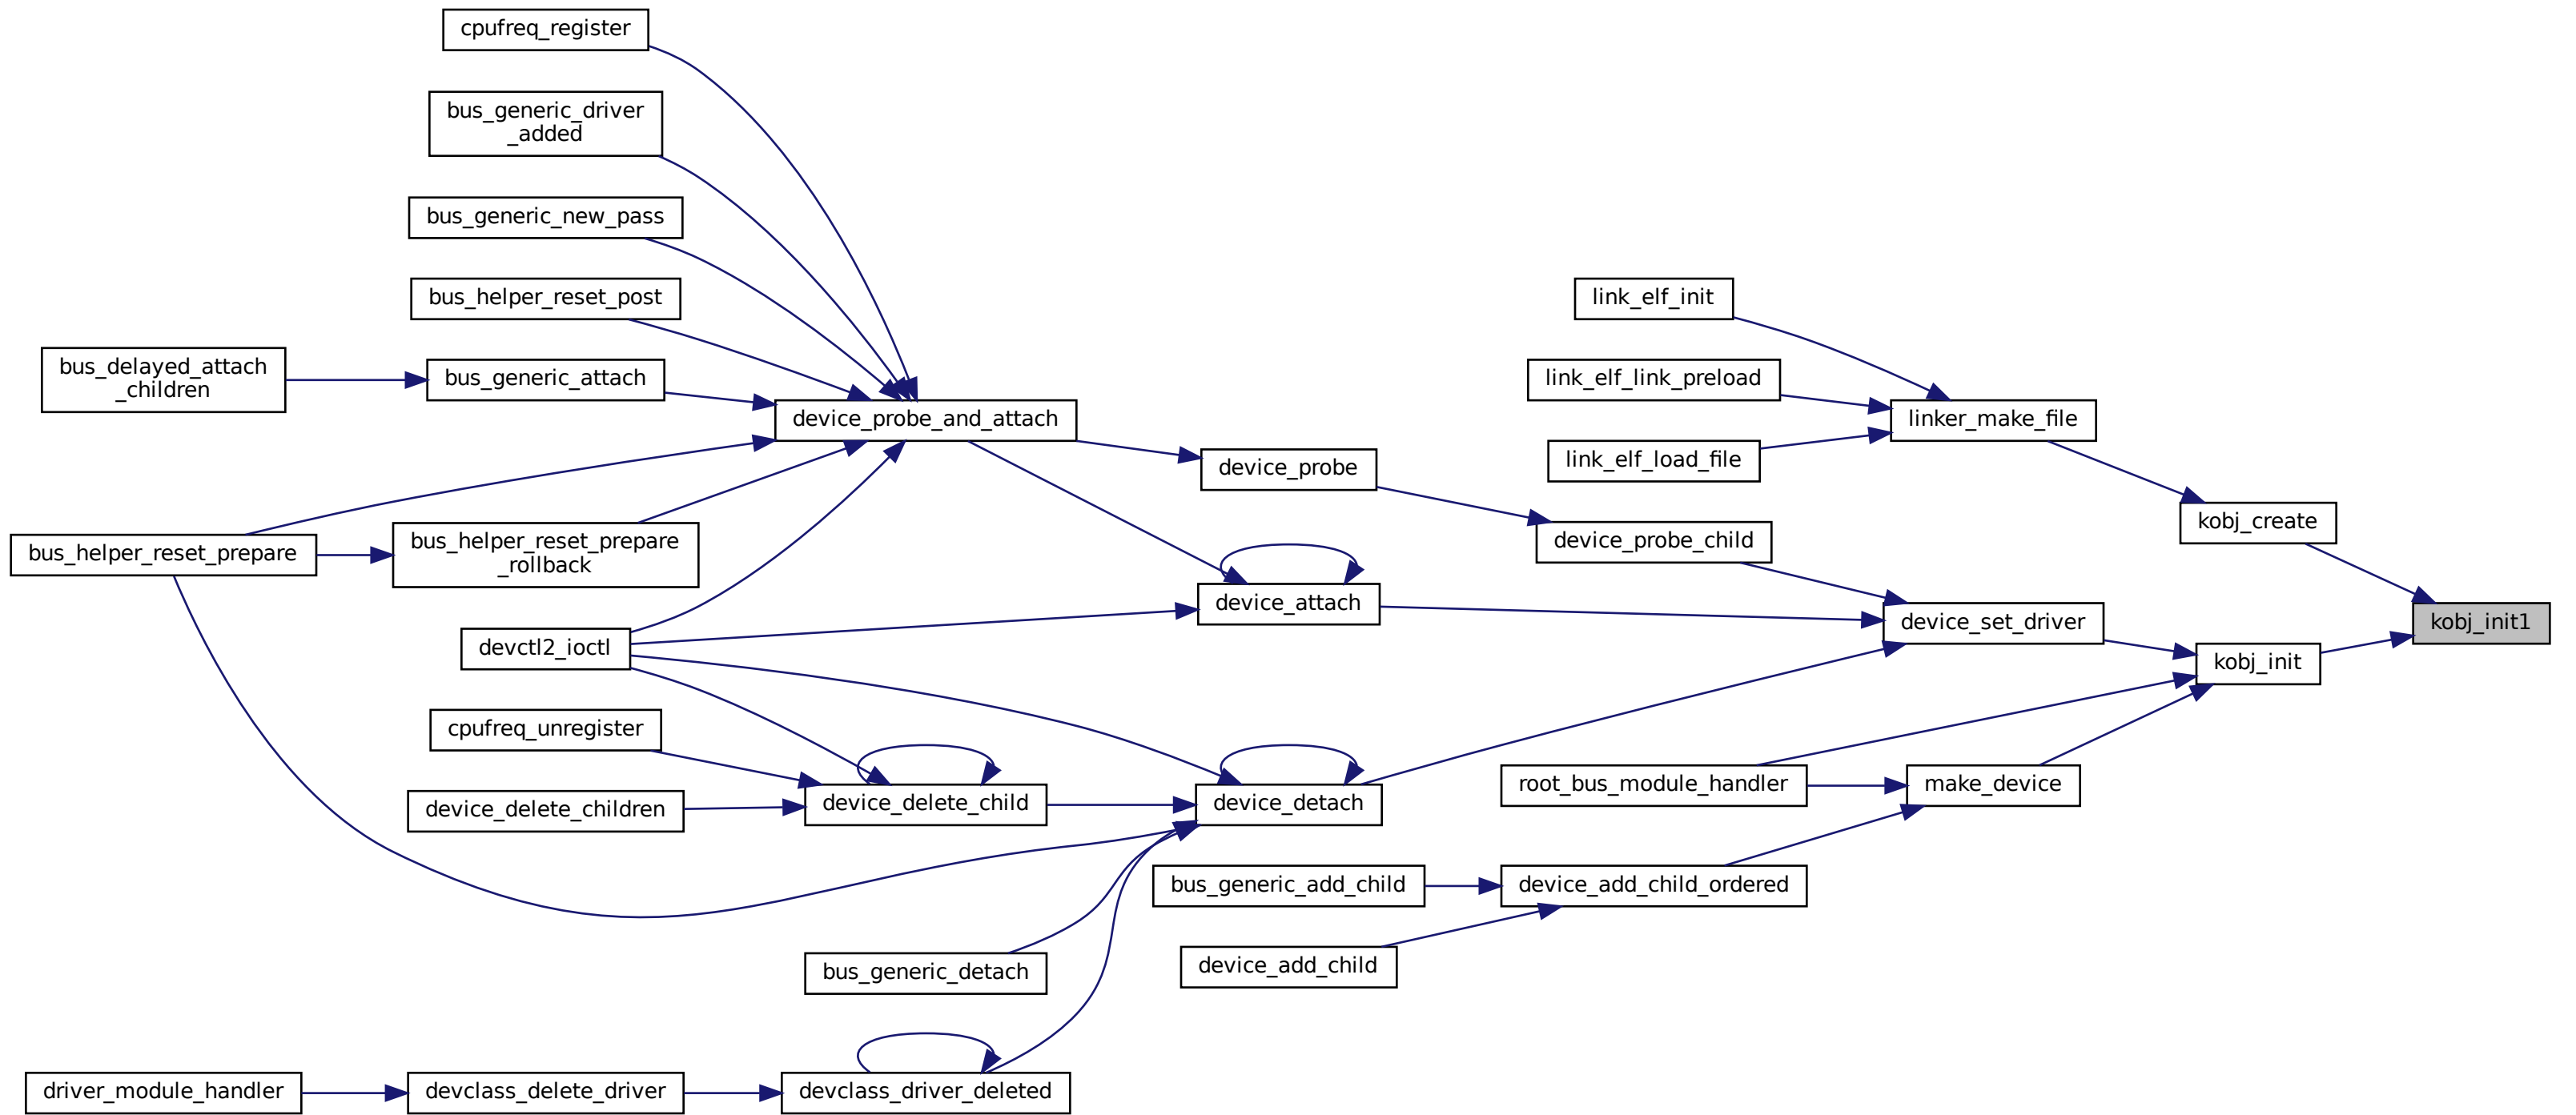 cpufreq_register
bus_generic_driver
_added
bus_generic_new_pass
bus_helper_reset_post
bus_delayed_attach
_children
bus_generic_attach
device_probe_and_attach
bus_helper_reset_prepare
bus_helper_reset_prepare
_rollback
devctl2_ioctl
cpufreq_unregister
device_delete_children
device_delete_child
bus_generic_detach
driver_module_handler
devclass_delete_driver
devclass_driver_deleted
device_probe
device_attach
device_detach
bus_generic_add_child
device_add_child
link_elf_init
link_elf_link_preload
link_elf_load_file
device_probe_child
root_bus_module_handler
device_add_child_ordered
linker_make_file
device_set_driver
make_device
kobj_create
kobj_init
kobj_init1